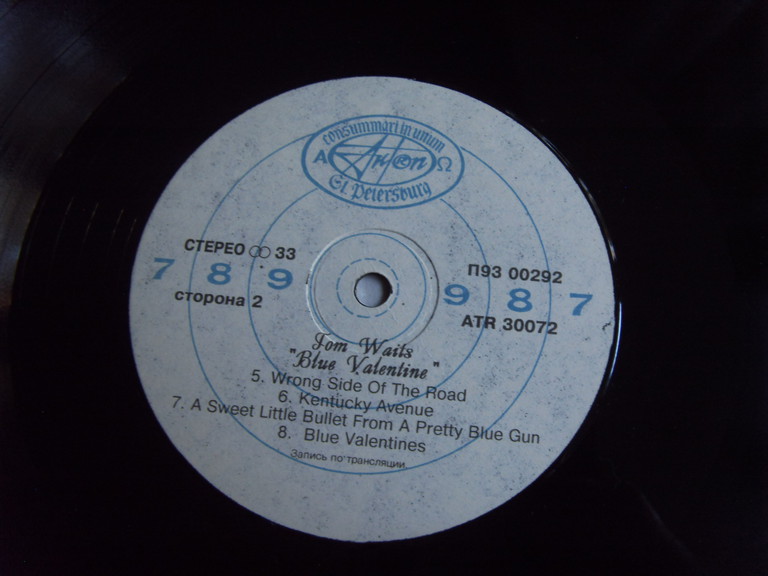 consummari in unum
А АнТроп Ω
St. Petersburg
СТЕРЕО 33
П93 00292
7 8 9
9 8 7
сторона 2
ATR 30072
Tom Waits
"Blue Valentine"
5. Wrong Side Of The Road
6. Kentucky Avenue
7. A Sweet Little Bullet From A Pretty Blue Gun
8. Blue Valentines
Запись по трансляции